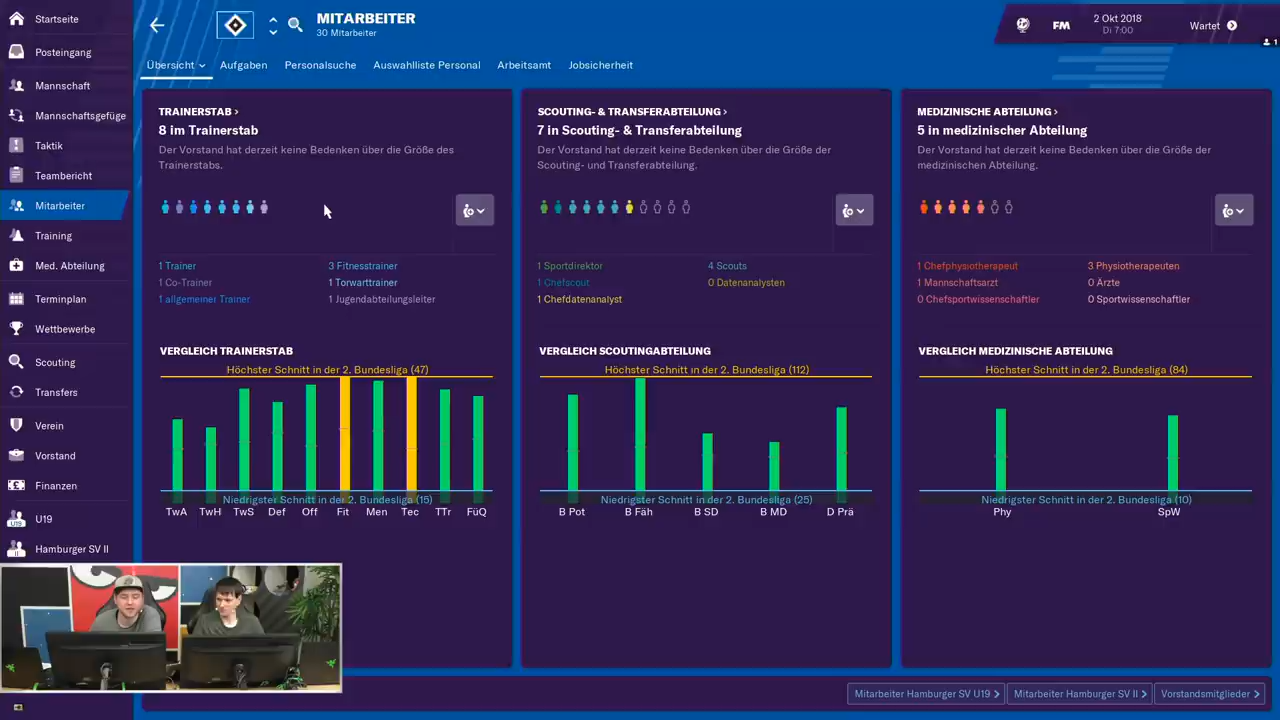 Startseite
Posteingang
Mannschaft
Mannschaftsgefüge
Taktik
Teambericht
Mitarbeiter
Training
Med. Abteilung
Terminplan
Wettbewerbe
Scouting
Transfers
Verein
Vorstand
Finanzen
U19
U19
Hamburger SV II
MITARBEITER
30 Mitarbeiter
FM
2 Okt 2018
Di 7:00
Wartet
1
Übersicht
Aufgaben
Personalsuche
Auswahlliste Personal
Arbeitsamt
Jobsicherheit
TRAINERSTAB >
8 im Trainerstab
Der Vorstand hat derzeit keine Bedenken über die Größe des
Trainerstabs.
1 Trainer
3 Fitnesstrainer
1 Co-Trainer
1 Torwarttrainer
1 allgemeiner Trainer
1 Jugendabteilungsleiter
VERGLEICH TRAINERSTAB
Höchster Schnitt in der 2. Bundesliga (47)
Niedrigster Schnitt in der 2. Bundesliga (15)
TwA TwH TwS Def Off Fit Men Tec TTr FüQ
SCOUTING- & TRANSFERABTEILUNG >
7 in Scouting- & Transferabteilung
Der Vorstand hat derzeit keine Bedenken über die Größe der
Scouting- und Transferabteilung.
1 Sportdirektor
4 Scouts
1 Chefscout
0 Datenanalysten
1 Chefdatenanalyst
VERGLEICH SCOUTINGABTEILUNG
Höchster Schnitt in der 2. Bundesliga (112)
Niedrigster Schnitt in der 2. Bundesliga (25)
B Pot B Fäh B SD B MD D Prä
MEDIZINISCHE ABTEILUNG >
5 in medizinischer Abteilung
Der Vorstand hat derzeit keine Bedenken über die Größe der
medizinischen Abteilung.
1 Chefphysiotherapeut
3 Physiotherapeuten
1 Mannschaftsarzt
0 Ärzte
0 Chefsportwissenschaftler
0 Sportwissenschaftler
VERGLEICH MEDIZINISCHE ABTEILUNG
Höchster Schnitt in der 2. Bundesliga (84)
Niedrigster Schnitt in der 2. Bundesliga (10)
Phy SpW
Mitarbeiter Hamburger SV U19 >
Mitarbeiter Hamburger SV II >
Vorstandsmitglieder >